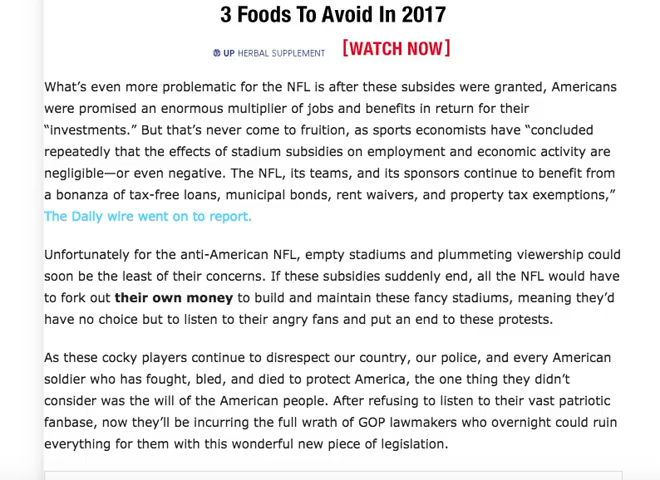 3 Foods To Avoid In 2017
UP HERBAL SUPPLEMENT [WATCH NOW]
What's even more problematic for the NFL is after these subsides were granted, Americans
were promised an enormous multiplier of jobs and benefits in return for their
“investments.” But that's never come to fruition, as sports economists have “concluded
repeatedly that the effects of stadium subsidies on employment and economic activity are
negligible—or even negative. The NFL, its teams, and its sponsors continue to benefit from
a bonanza of tax-free loans, municipal bonds, rent waivers, and property tax exemptions,”
The Daily wire went on to report.
Unfortunately for the anti-American NFL, empty stadiums and plummeting viewership could
soon be the least of their concerns. If these subsidies suddenly end, all the NFL would have
to fork out their own money to build and maintain these fancy stadiums, meaning they'd
have no choice but to listen to their angry fans and put an end to these protests.
As these cocky players continue to disrespect our country, our police, and every American
soldier who has fought, bled, and died to protect America, the one thing they didn't
consider was the will of the American people. After refusing to listen to their vast patriotic
fanbase, now they'll be incurring the full wrath of GOP lawmakers who overnight could ruin
everything for them with this wonderful new piece of legislation.